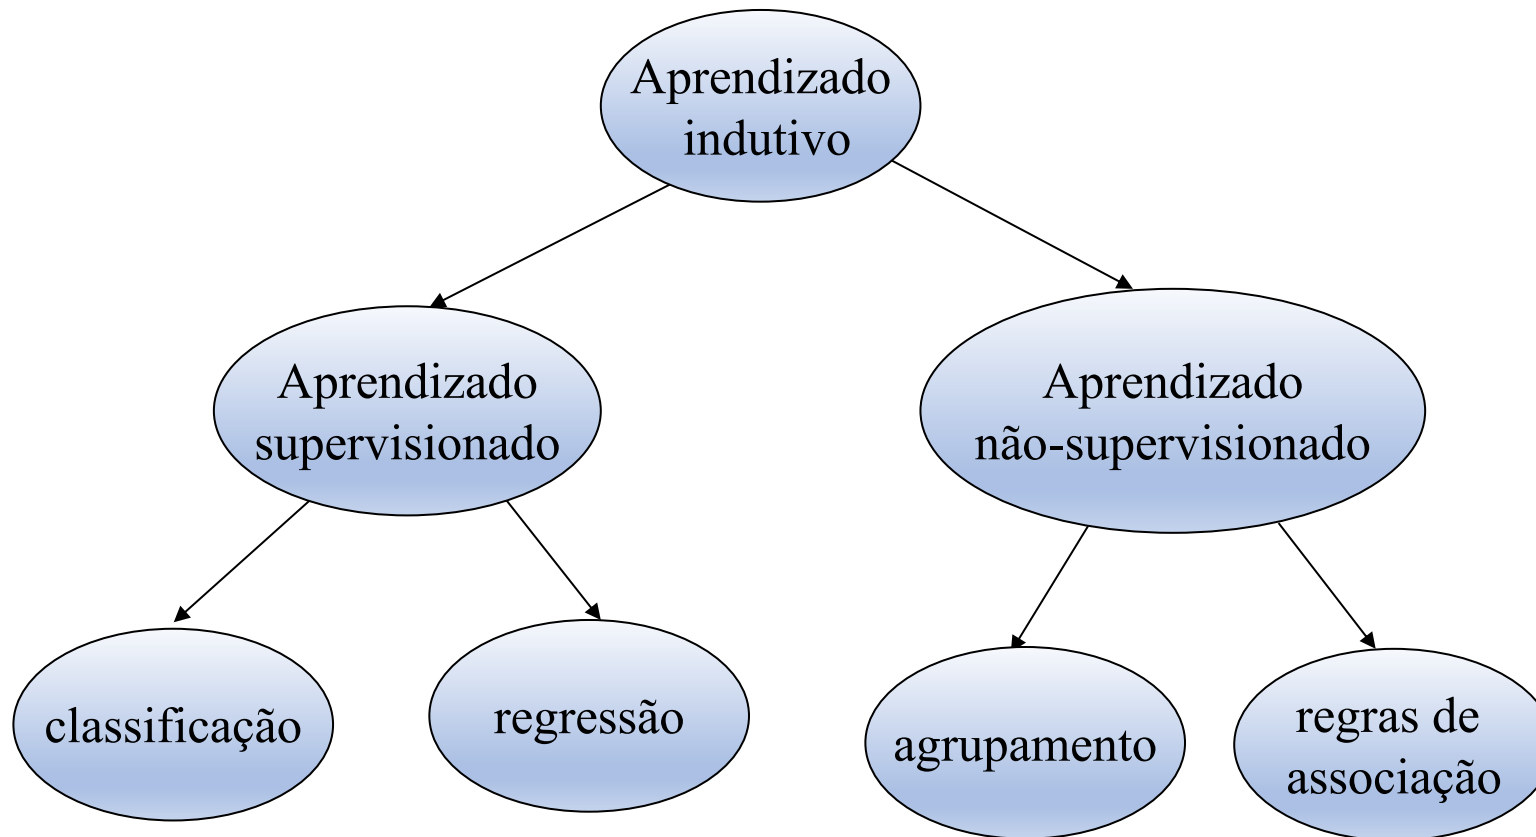 Aprendizado
indutivo
Aprendizado
supervisionado
Aprendizado
não-supervisionado
classificação
regressão
agrupamento
regras de
associação